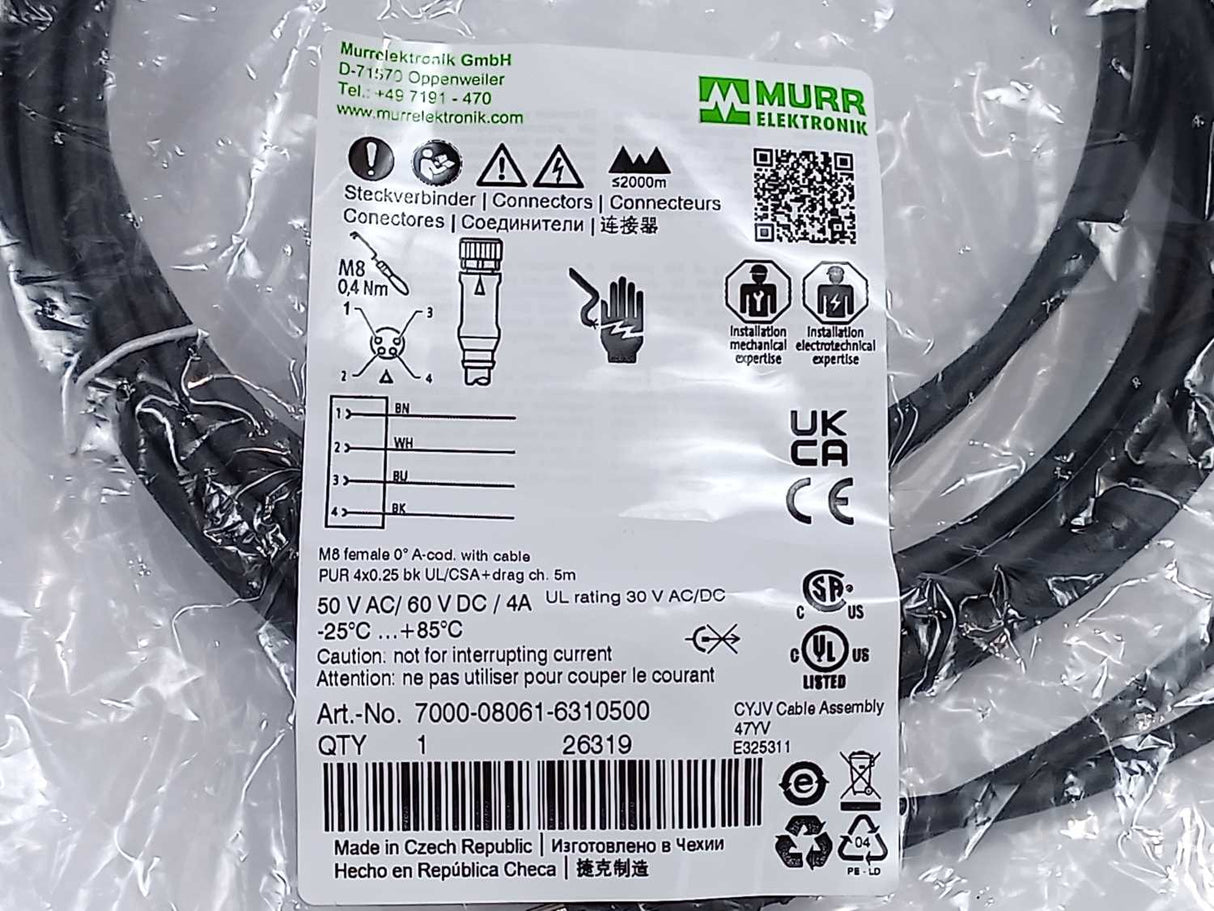 Murrelektronik GmbH
D-71570 Oppenweiler
Tel.: +49 7191 - 470
www.murrelektronik.com
MURR
ELEKTRONIK
≤2000m
Steckverbinder | Connectors | Connecteurs
Conectores | Соединители | 连接器
M8
0,4 Nm
1 3
2 4
Installation
mechanical
expertise
Installation
electrotechnical
expertise
1 BN
2 WH
3 BU
4 BK
UK
CA
CE
M8 female 0° A-cod. with cable
PUR 4x0.25 bk UL/CSA+drag ch. 5m
50 V AC/ 60 V DC / 4A UL rating 30 V AC/DC
-25°C ...+85°C
Caution: not for interrupting current
Attention: ne pas utiliser pour couper le courant
C SA US
C UL US
LISTED
Art.-No. 7000-08061-6310500
QTY 1 26319
CYJV Cable Assembly
47YV
E325311
e
Made in Czech Republic | Изготовлено в Чехии
Hecho en República Checa | 捷克制造
04
PE-LD